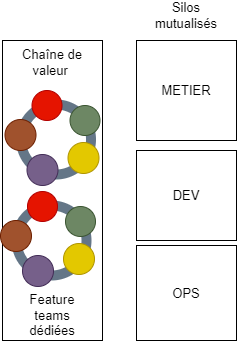 Chaîne de
valeur
Feature
teams
dédiées
Silos
mutualisés
METIER
DEV
OPS